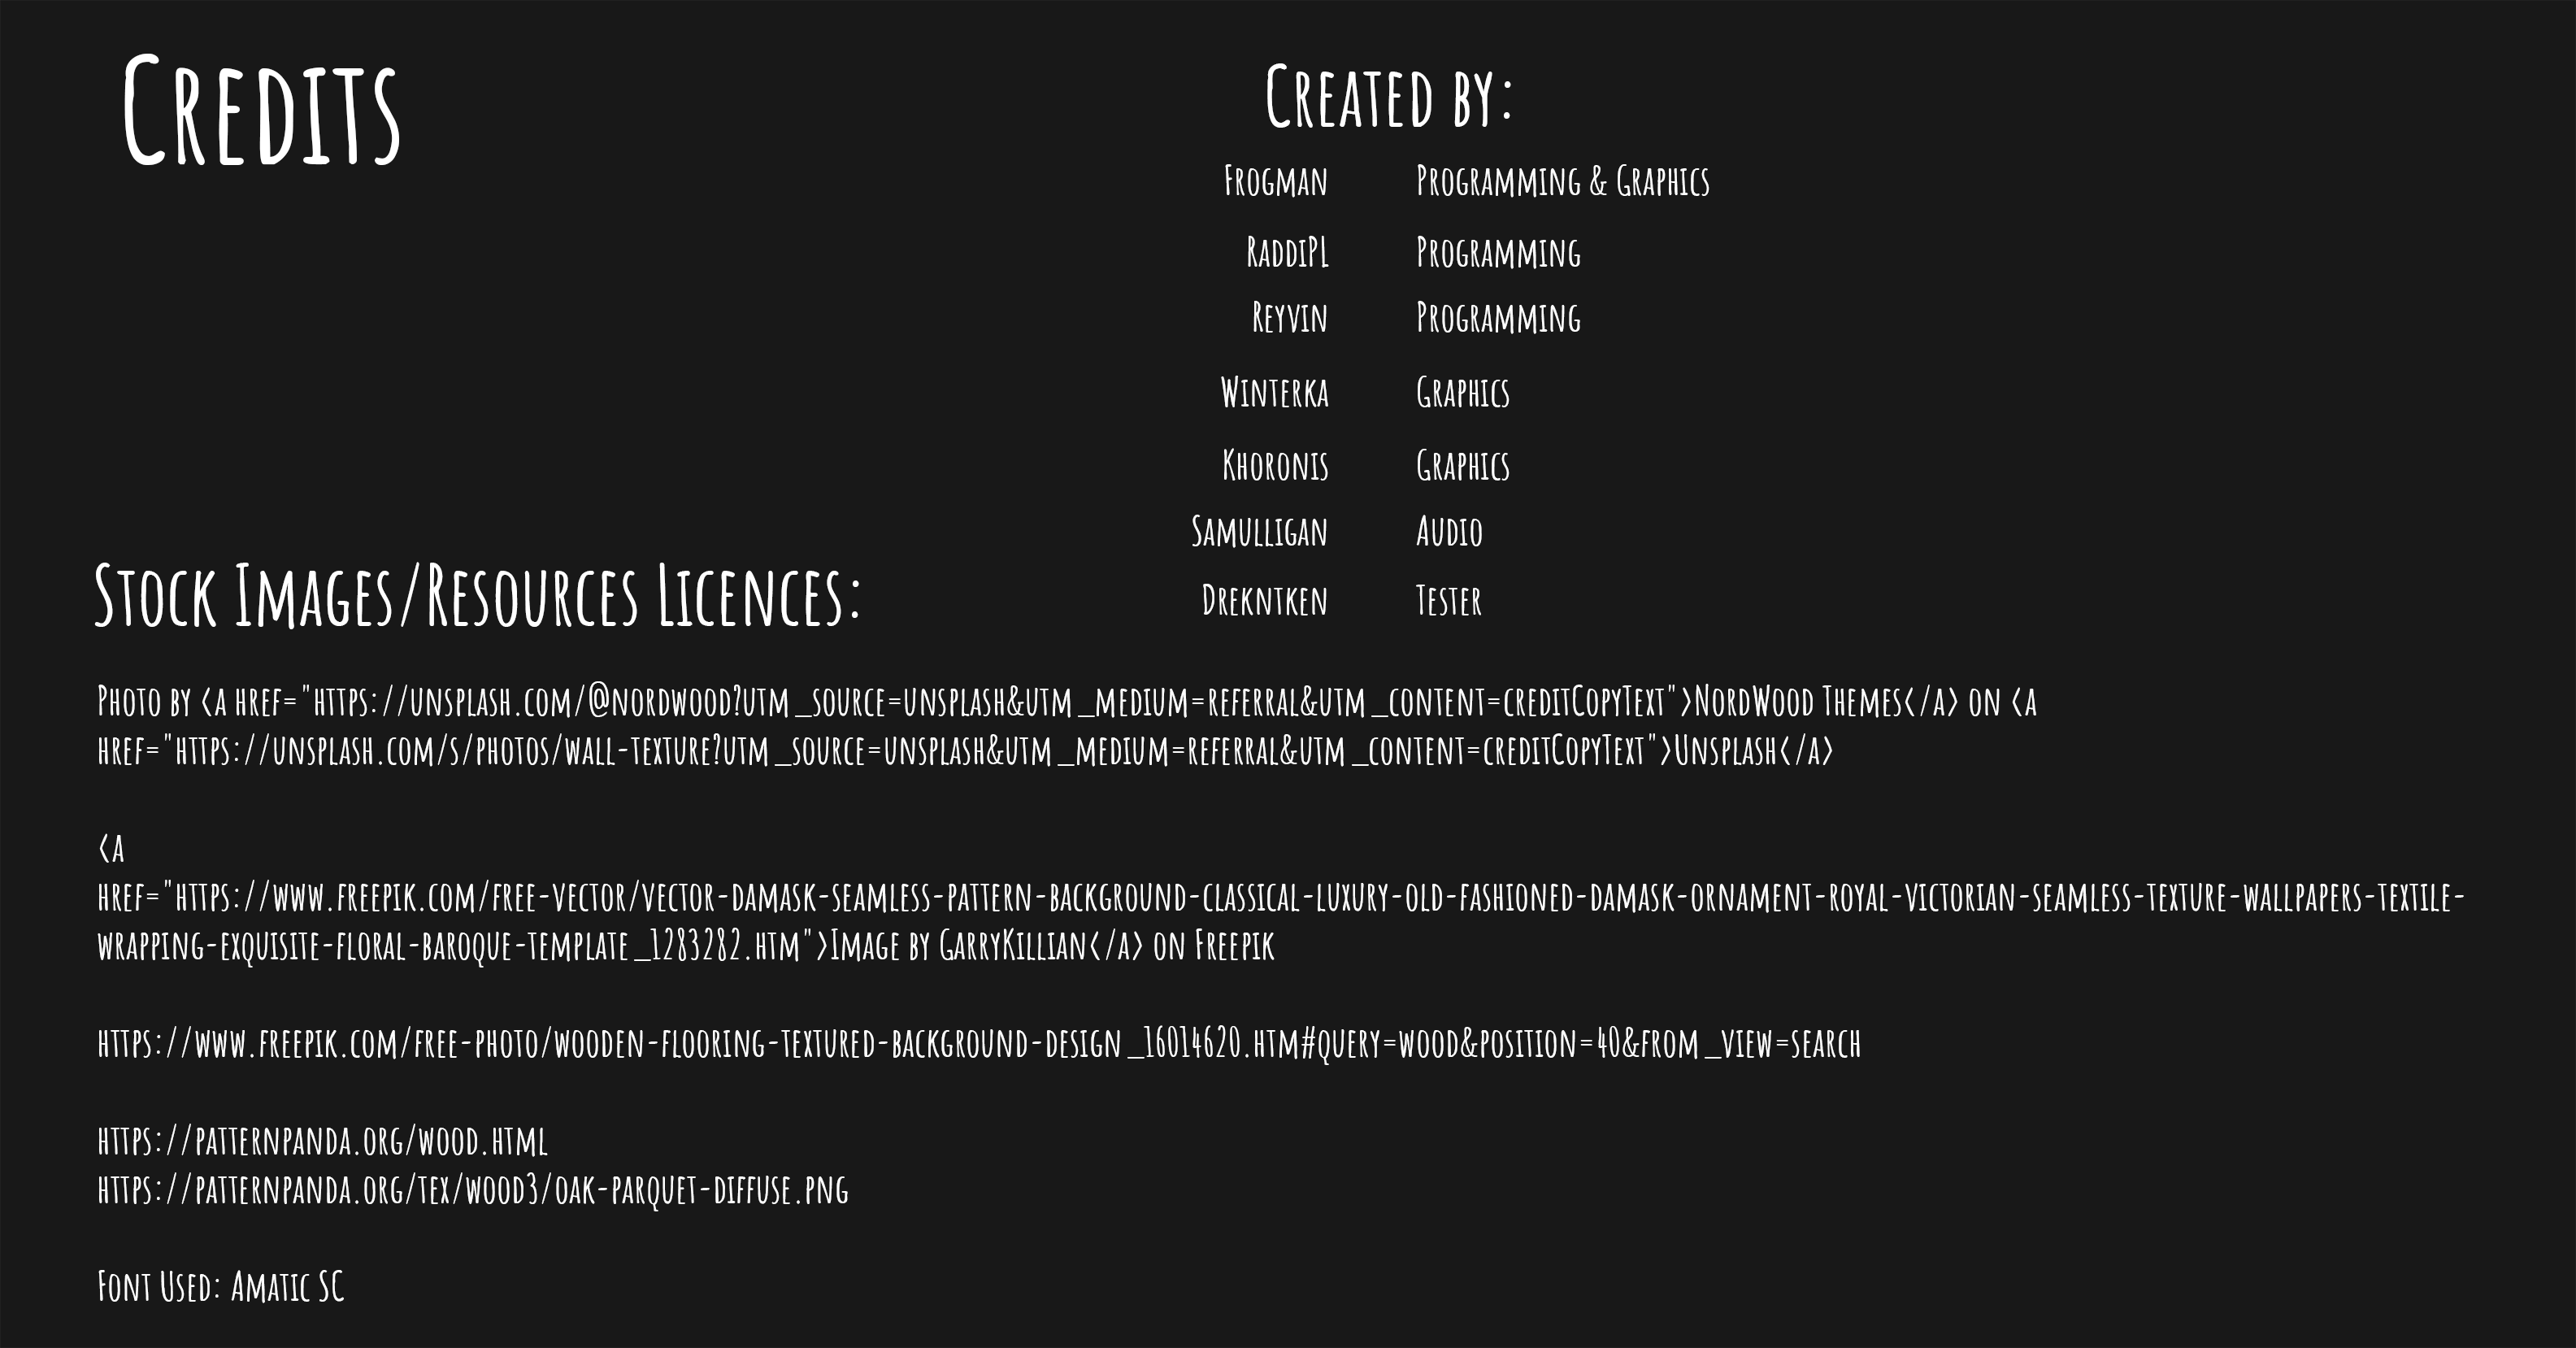 Credits
Created by:
Frogman Programming & Graphics
RaddiPL Programming
Reyvin Programming
Winterka Graphics
Khoronis Graphics
Samulligan Audio
Drekntken Tester
Stock Images/Resources Licences:
Photo by <a href="https://unsplash.com/@nordwood?utm_source=unsplash&utm_medium=referral&utm_content=creditCopyText">NordWood Themes</a> on <a
href="https://unsplash.com/s/photos/wall-texture?utm_source=unsplash&utm_medium=referral&utm_content=creditCopyText">Unsplash</a>
<a
href="https://www.freepik.com/free-vector/vector-damask-seamless-pattern-background-classical-luxury-old-fashioned-damask-ornament-royal-victorian-seamless-texture-wallpapers-textile-
wrapping-exquisite-floral-baroque-template_1283282.htm">Image by GarryKillian</a> on Freepik
https://www.freepik.com/free-photo/wooden-flooring-textured-background-design_16014620.htm#query=wood&position=40&from_view=search
https://patternpanda.org/wood.html
https://patternpanda.org/tex/wood3/oak-parquet-diffuse.png
Font Used: Amatic SC